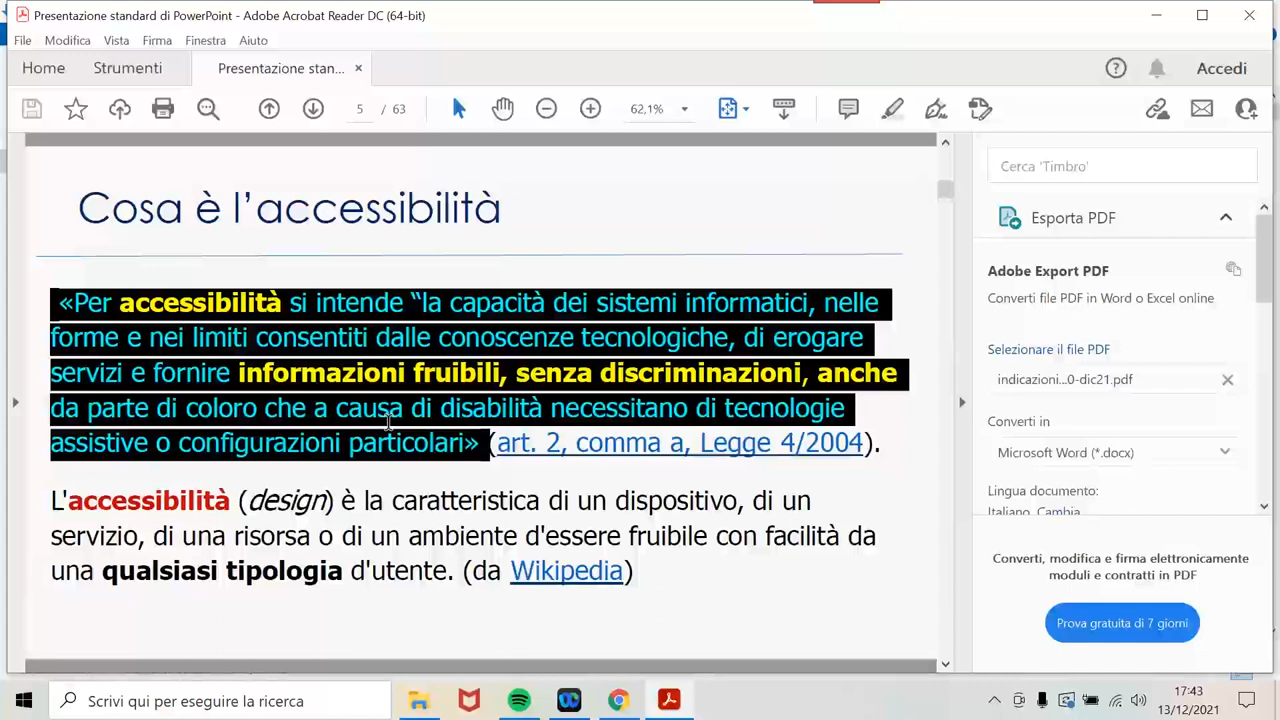 Presentazione standard di PowerPoint - Adobe Acrobat Reader DC (64-bit)
File Modifica Vista Firma Finestra Aiuto
Home Strumenti Presentazione stan... × Accedi
5 / 63 62,1%
Cerca 'Timbro'
Cosa è l’accessibilità
«Per accessibilità si intende “la capacità dei sistemi informatici, nelle
forme e nei limiti consentiti dalle conoscenze tecnologiche, di erogare
servizi e fornire informazioni fruibili, senza discriminazioni, anche
da parte di coloro che a causa di disabilità necessitano di tecnologie
assistive o configurazioni particolari» (art. 2, comma a, Legge 4/2004).
L'accessibilità (design) è la caratteristica di un dispositivo, di un
servizio, di una risorsa o di un ambiente d'essere fruibile con facilità da
una qualsiasi tipologia d'utente. (da Wikipedia)
Esporta PDF
Adobe Export PDF
Converti file PDF in Word o Excel online
Selezionare il file PDF
indicazioni...0-dic21.pdf
Converti in
Microsoft Word (*.docx)
Lingua documento:
Italiano Cambia
Converti, modifica e firma elettronicamente
moduli e contratti in PDF
Prova gratuita di 7 giorni
Scrivi qui per eseguire la ricerca
17:43
13/12/2021